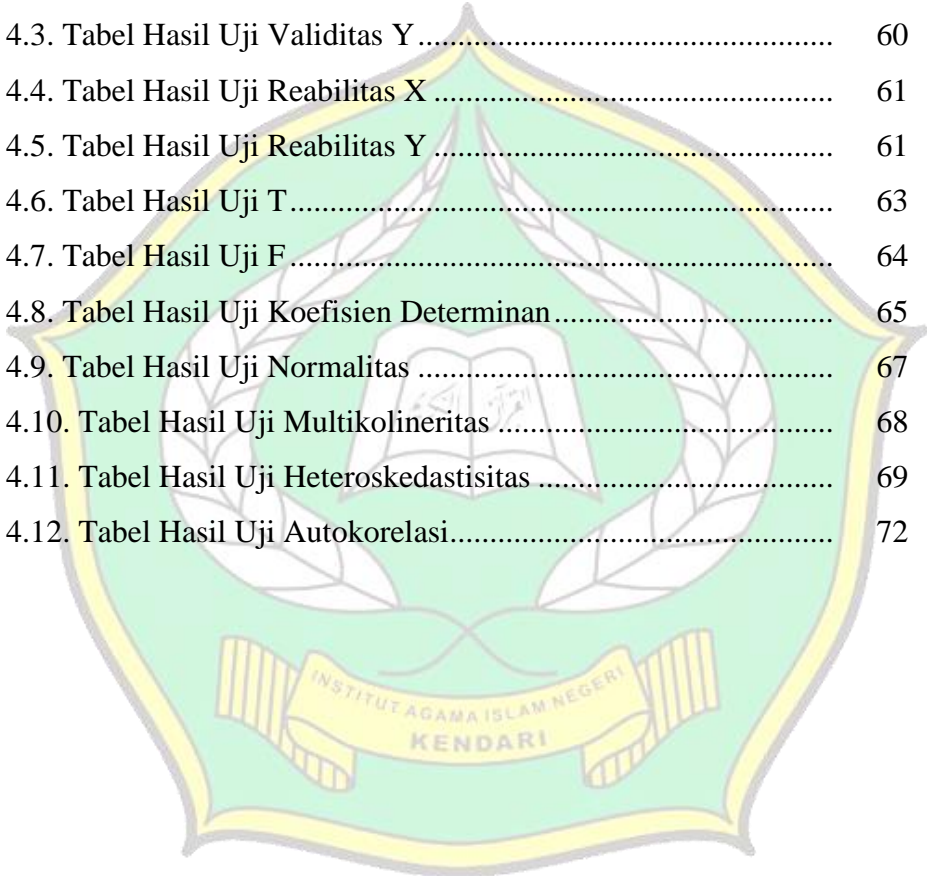 4.3. Tabel Hasil Uji Validitas Y........................................................ 60
4.4. Tabel Hasil Uji Reabilitas X ...................................................... 61
4.5. Tabel Hasil Uji Reabilitas Y ...................................................... 61
4.6. Tabel Hasil Uji T........................................................................ 63
4.7. Tabel Hasil Uji F........................................................................ 64
4.8. Tabel Hasil Uji Koefisien Determinan...................................... 65
4.9. Tabel Hasil Uji Normalitas ........................................................ 67
4.10. Tabel Hasil Uji Multikolineritas ............................................. 68
4.11. Tabel Hasil Uji Heteroskedastisitas ........................................ 69
4.12. Tabel Hasil Uji Autokorelasi.................................................... 72
INSTITUT AGAMA ISLAM NEGERI
KENDARI